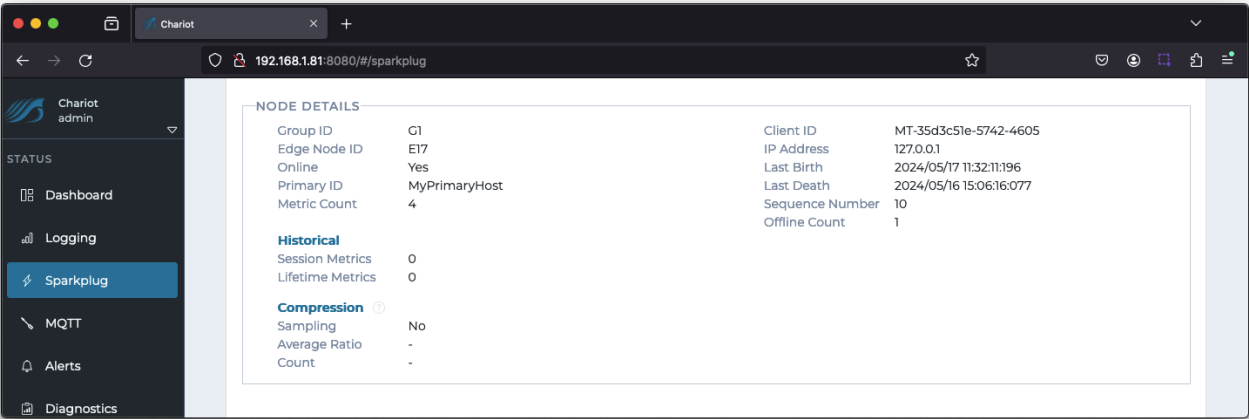 Chariot
192.168.1.81:8080/#/sparkplug
Chariot
admin
STATUS
Dashboard
Logging
Sparkplug
MQTT
Alerts
Diagnostics
NODE DETAILS
Group ID G1
Edge Node ID E17
Online Yes
Primary ID MyPrimaryHost
Metric Count 4
Historical
Session Metrics 0
Lifetime Metrics 0
Compression ?
Sampling No
Average Ratio -
Count -
Client ID MT-35d3c51e-5742-4605
IP Address 127.0.0.1
Last Birth 2024/05/17 11:32:11:196
Last Death 2024/05/16 15:06:16:077
Sequence Number 10
Offline Count 1